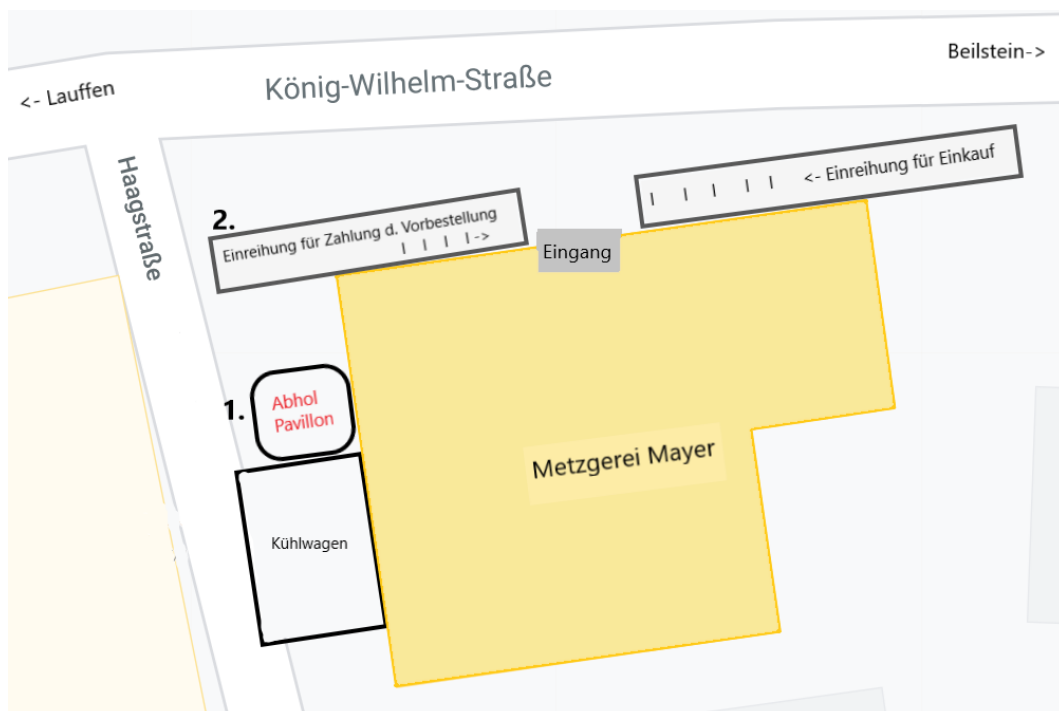 Beilstein->
<- Lauffen
König-Wilhelm-Straße
Haagstraße
<- Einreihung für Einkauf
2.
Einreihung für Zahlung d. Vorbestellung
->
Eingang
1.
Abhol
Pavillon
Metzgerei Mayer
Kühlwagen